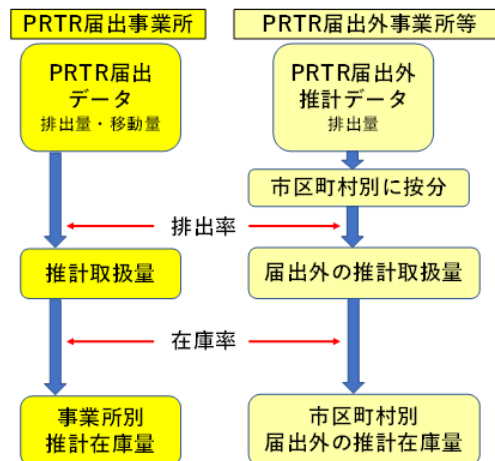 PRTR届出事業所
PRTR届出外事業所等
PRTR届出
データ
排出量・移動量
PRTR届出外
推計データ
排出量
市区町村別に按分
排出率
推計取扱量
届出外の推計取扱量
在庫率
事業所別
推計在庫量
市区町村別
届出外の推計在庫量